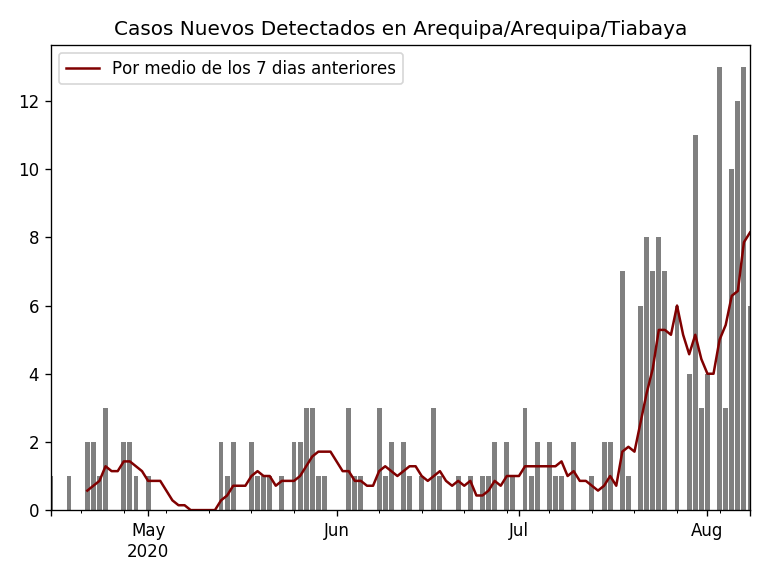 Casos Nuevos Detectados en Arequipa/Arequipa/Tiabaya
Por medio de los 7 dias anteriores
12
10
8
6
4
2
0
May Jun Jul Aug
2020